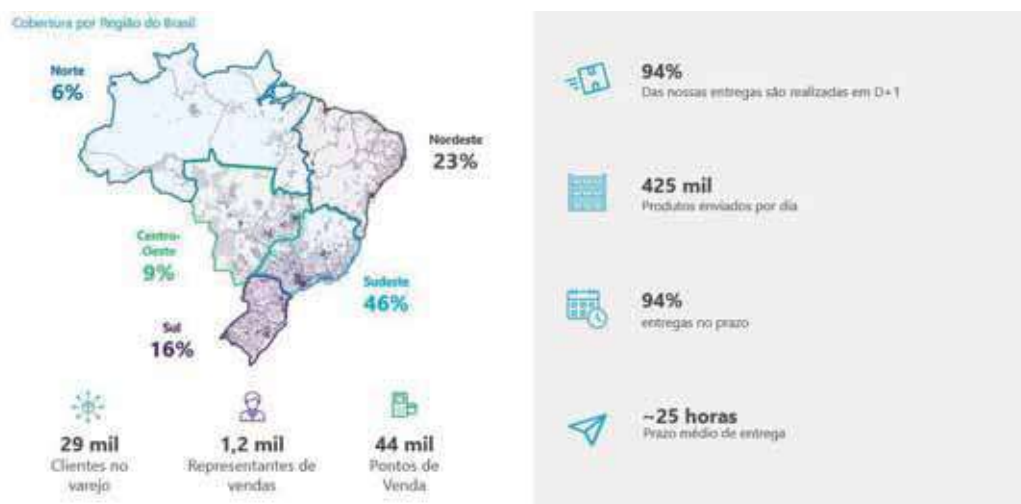 Cobertura por Região do Brasil
Norte
6%
Nordeste
23%
Centro-
Oeste
9%
Sudeste
46%
Sul
16%
29 mil
Clientes no
varejo
1,2 mil
Representantes de
vendas
44 mil
Pontos de
Venda
94%
Das nossas entregas são realizadas em D+1
425 mil
Produtos enviados por dia
94%
entregas no prazo
~25 horas
Prazo médio de entrega